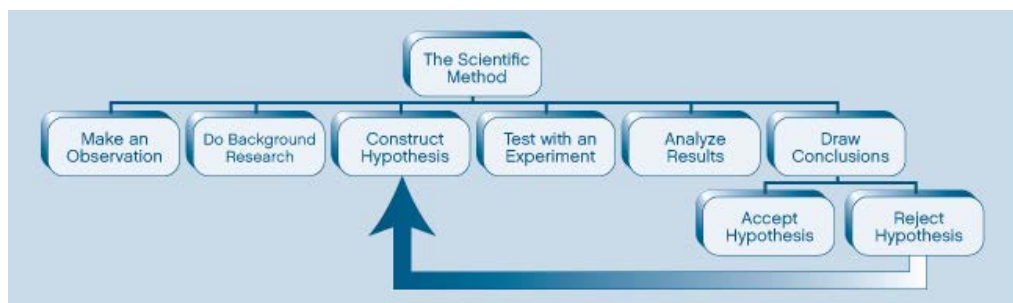 The Scientific
Method
Make an
Observation
Do Background
Research
Construct
Hypothesis
Test with an
Experiment
Analyze
Results
Draw
Conclusions
Accept
Hypothesis
Reject
Hypothesis